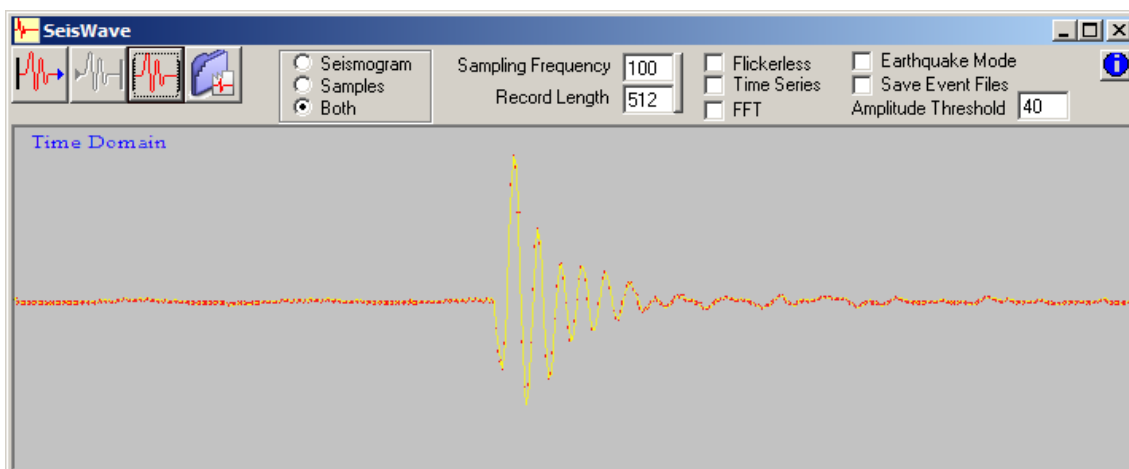 SeisWave
Seismogram
Samples
Both
Sampling Frequency 100
Record Length 512
Flickerless
Time Series
FFT
Earthquake Mode
Save Event Files
Amplitude Threshold 40
Time Domain